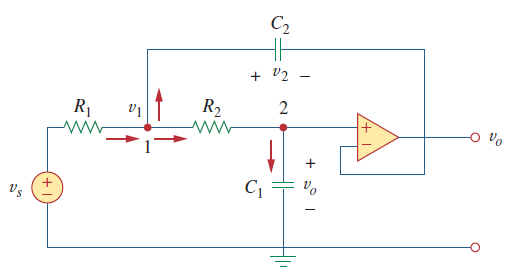 C₂
+ v₂ −
R₁ v₁ R₂ 2
1
+
−
vₒ
vₛ
+
−
C₁
+
vₒ
−